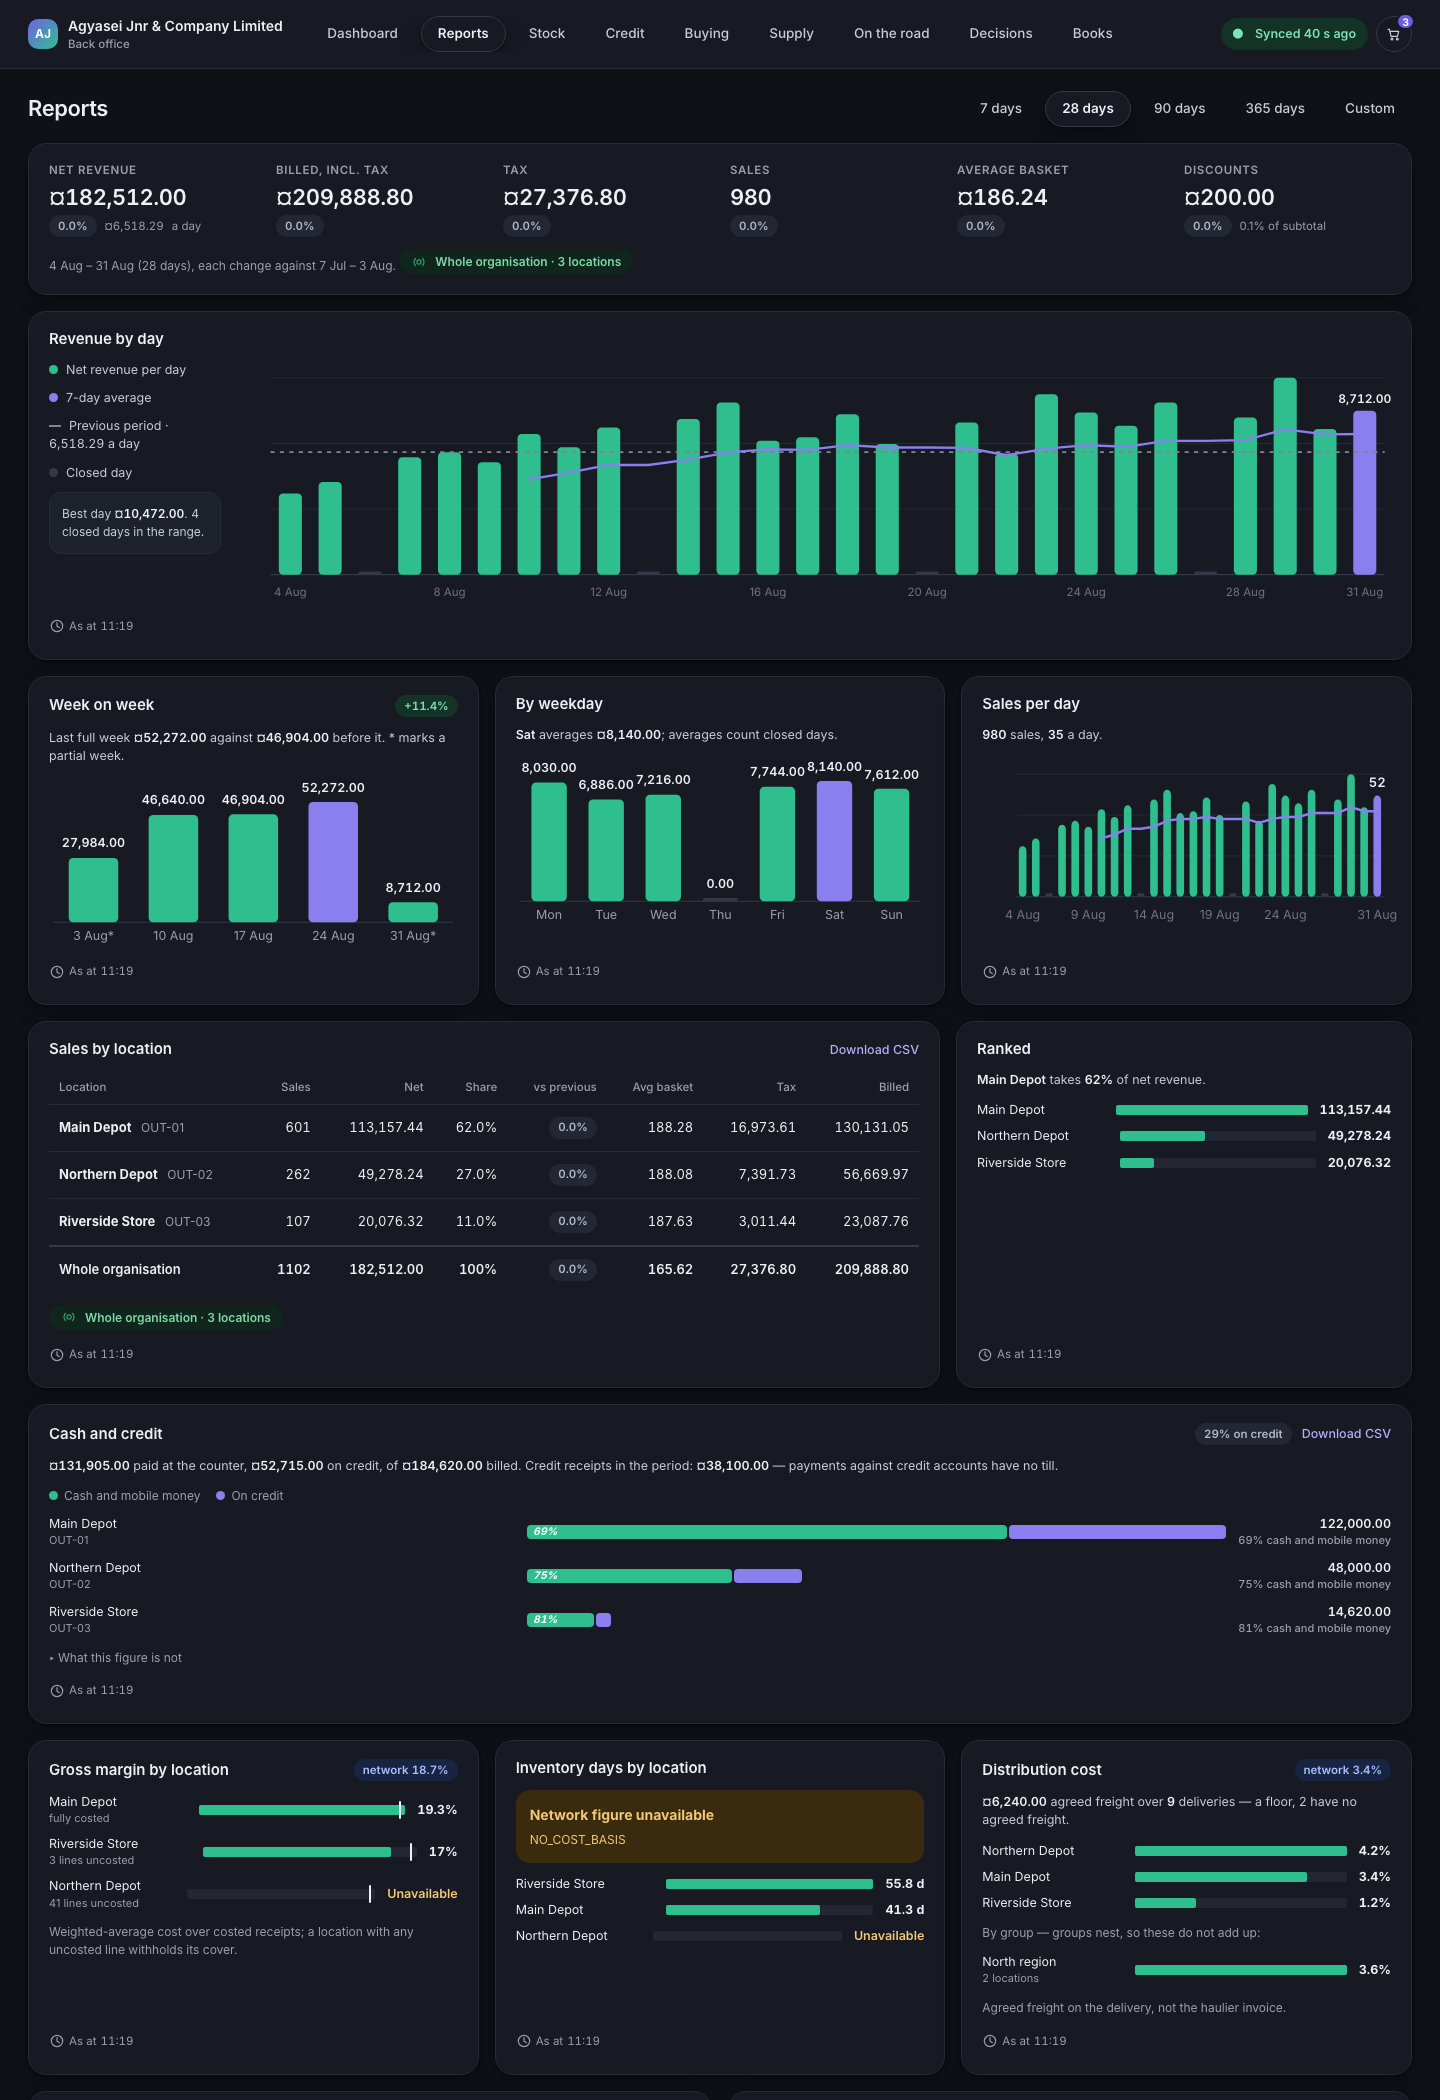 AJ
Agyasei Jnr & Company Limited
Back office
Dashboard
Reports
Stock
Credit
Buying
Supply
On the road
Decisions
Books
Synced 40 s ago
3
Reports
7 days
28 days
90 days
365 days
Custom
NET REVENUE
¤182,512.00
0.0% ¤6,518.29 a day
BILLED, INCL. TAX
¤209,888.80
0.0%
TAX
¤27,376.80
0.0%
SALES
980
0.0%
AVERAGE BASKET
¤186.24
0.0%
DISCOUNTS
¤200.00
0.0% 0.1% of subtotal
4 Aug – 31 Aug (28 days), each change against 7 Jul – 3 Aug. Whole organisation · 3 locations
Revenue by day
Net revenue per day
7-day average
Previous period ·
6,518.29 a day
Closed day
Best day ¤10,472.00. 4
closed days in the range.
8,712.00
4 Aug 8 Aug 12 Aug 16 Aug 20 Aug 24 Aug 28 Aug 31 Aug
As at 11:19
Week on week
+11.4%
Last full week ¤52,272.00 against ¤46,904.00 before it. * marks a
partial week.
27,984.00 46,640.00 46,904.00 52,272.00 8,712.00
3 Aug* 10 Aug 17 Aug 24 Aug 31 Aug*
As at 11:19
By weekday
Sat averages ¤8,140.00; averages count closed days.
8,030.00 6,886.00 7,216.00 0.00 7,744.00 8,140.00 7,612.00
Mon Tue Wed Thu Fri Sat Sun
As at 11:19
Sales per day
980 sales, 35 a day.
52
4 Aug 9 Aug 14 Aug 19 Aug 24 Aug 31 Aug
As at 11:19
Sales by location
Download CSV
Location Sales Net Share vs previous Avg basket Tax Billed
Main Depot OUT-01 601 113,157.44 62.0% 0.0% 188.28 16,973.61 130,131.05
Northern Depot OUT-02 262 49,278.24 27.0% 0.0% 188.08 7,391.73 56,669.97
Riverside Store OUT-03 107 20,076.32 11.0% 0.0% 187.63 3,011.44 23,087.76
Whole organisation 1102 182,512.00 100% 0.0% 165.62 27,376.80 209,888.80
Whole organisation · 3 locations
As at 11:19
Ranked
Main Depot takes 62% of net revenue.
Main Depot 113,157.44
Northern Depot 49,278.24
Riverside Store 20,076.32
As at 11:19
Cash and credit
29% on credit Download CSV
¤131,905.00 paid at the counter, ¤52,715.00 on credit, of ¤184,620.00 billed. Credit receipts in the period: ¤38,100.00 — payments against credit accounts have no till.
Cash and mobile money On credit
Main Depot
OUT-01
69%
122,000.00
69% cash and mobile money
Northern Depot
OUT-02
75%
48,000.00
75% cash and mobile money
Riverside Store
OUT-03
81%
14,620.00
81% cash and mobile money
What this figure is not
As at 11:19
Gross margin by location
network 18.7%
Main Depot
fully costed
19.3%
Riverside Store
3 lines uncosted
17%
Northern Depot
41 lines uncosted
Unavailable
Weighted-average cost over costed receipts; a location with any
uncosted line withholds its cover.
As at 11:19
Inventory days by location
Network figure unavailable
NO_COST_BASIS
Riverside Store 55.8 d
Main Depot 41.3 d
Northern Depot Unavailable
As at 11:19
Distribution cost
network 3.4%
¤6,240.00 agreed freight over 9 deliveries — a floor, 2 have no
agreed freight.
Northern Depot 4.2%
Main Depot 3.4%
Riverside Store 1.2%
By group — groups nest, so these do not add up:
North region
2 locations
3.6%
Agreed freight on the delivery, not the haulier invoice.
As at 11:19